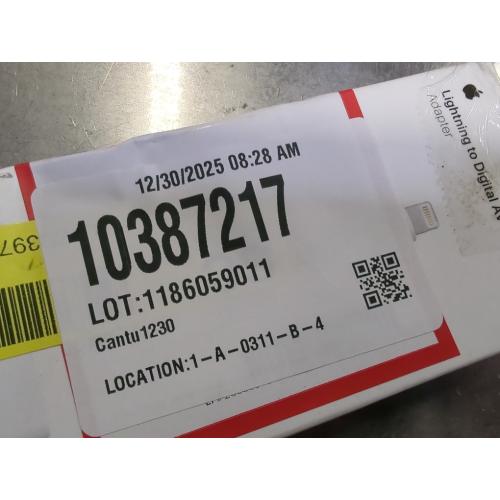 12/30/2025 08:28 AM
10387217
LOT:1186059011
Cantu1230
LOCATION:1-A-0311-B-4
Lightning to Digital AV
Adapter
397